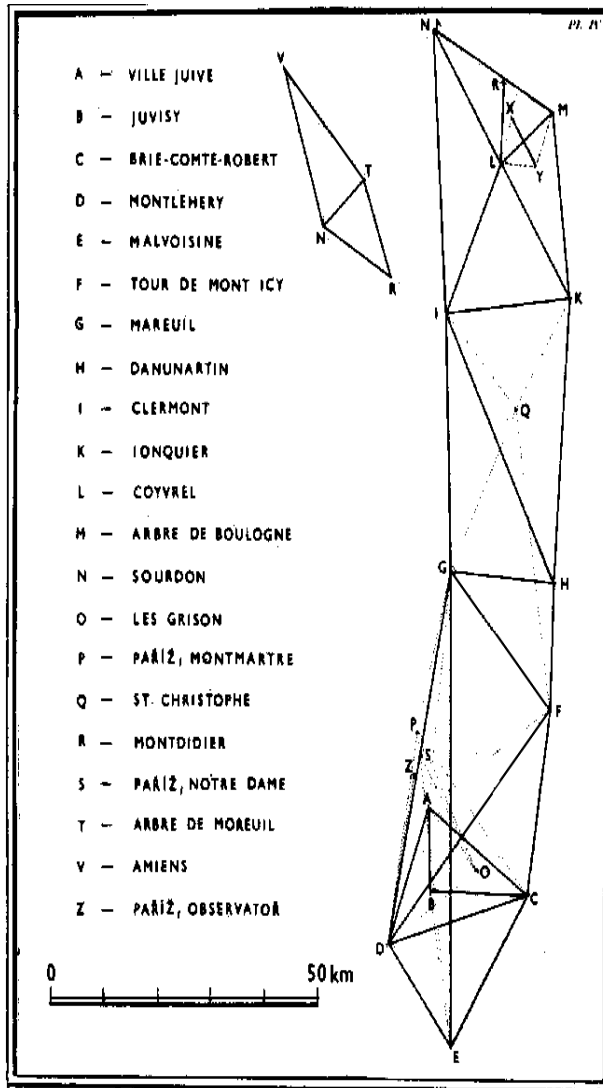 Pl. IV
A – VILLE JUIVE
B – JUVISY
C – BRIE-COMTE-ROBERT
D – MONTLEHERY
E – MALVOISINE
F – TOUR DE MONT ICY
G – MAREUIL
H – DANUNARTIN
I – CLERMONT
K – IONQUIER
L – COYVREL
M – ARBRE DE BOULOGNE
N – SOURDON
O – LES GRISON
P – PAŘÍŽ, MONTMARTRE
Q – ST. CHRISTOPHE
R – MONTDIDIER
S – PAŘÍŽ, NOTRE DAME
T – ARBRE DE MOREUIL
V – AMIENS
Z – PAŘÍŽ, OBSERVATOŘ
0 50 km
V
T
N
R
N
R
X
M
L
Y
I
K
Q
G
H
F
P
S
Z
A
O
B
C
D
E